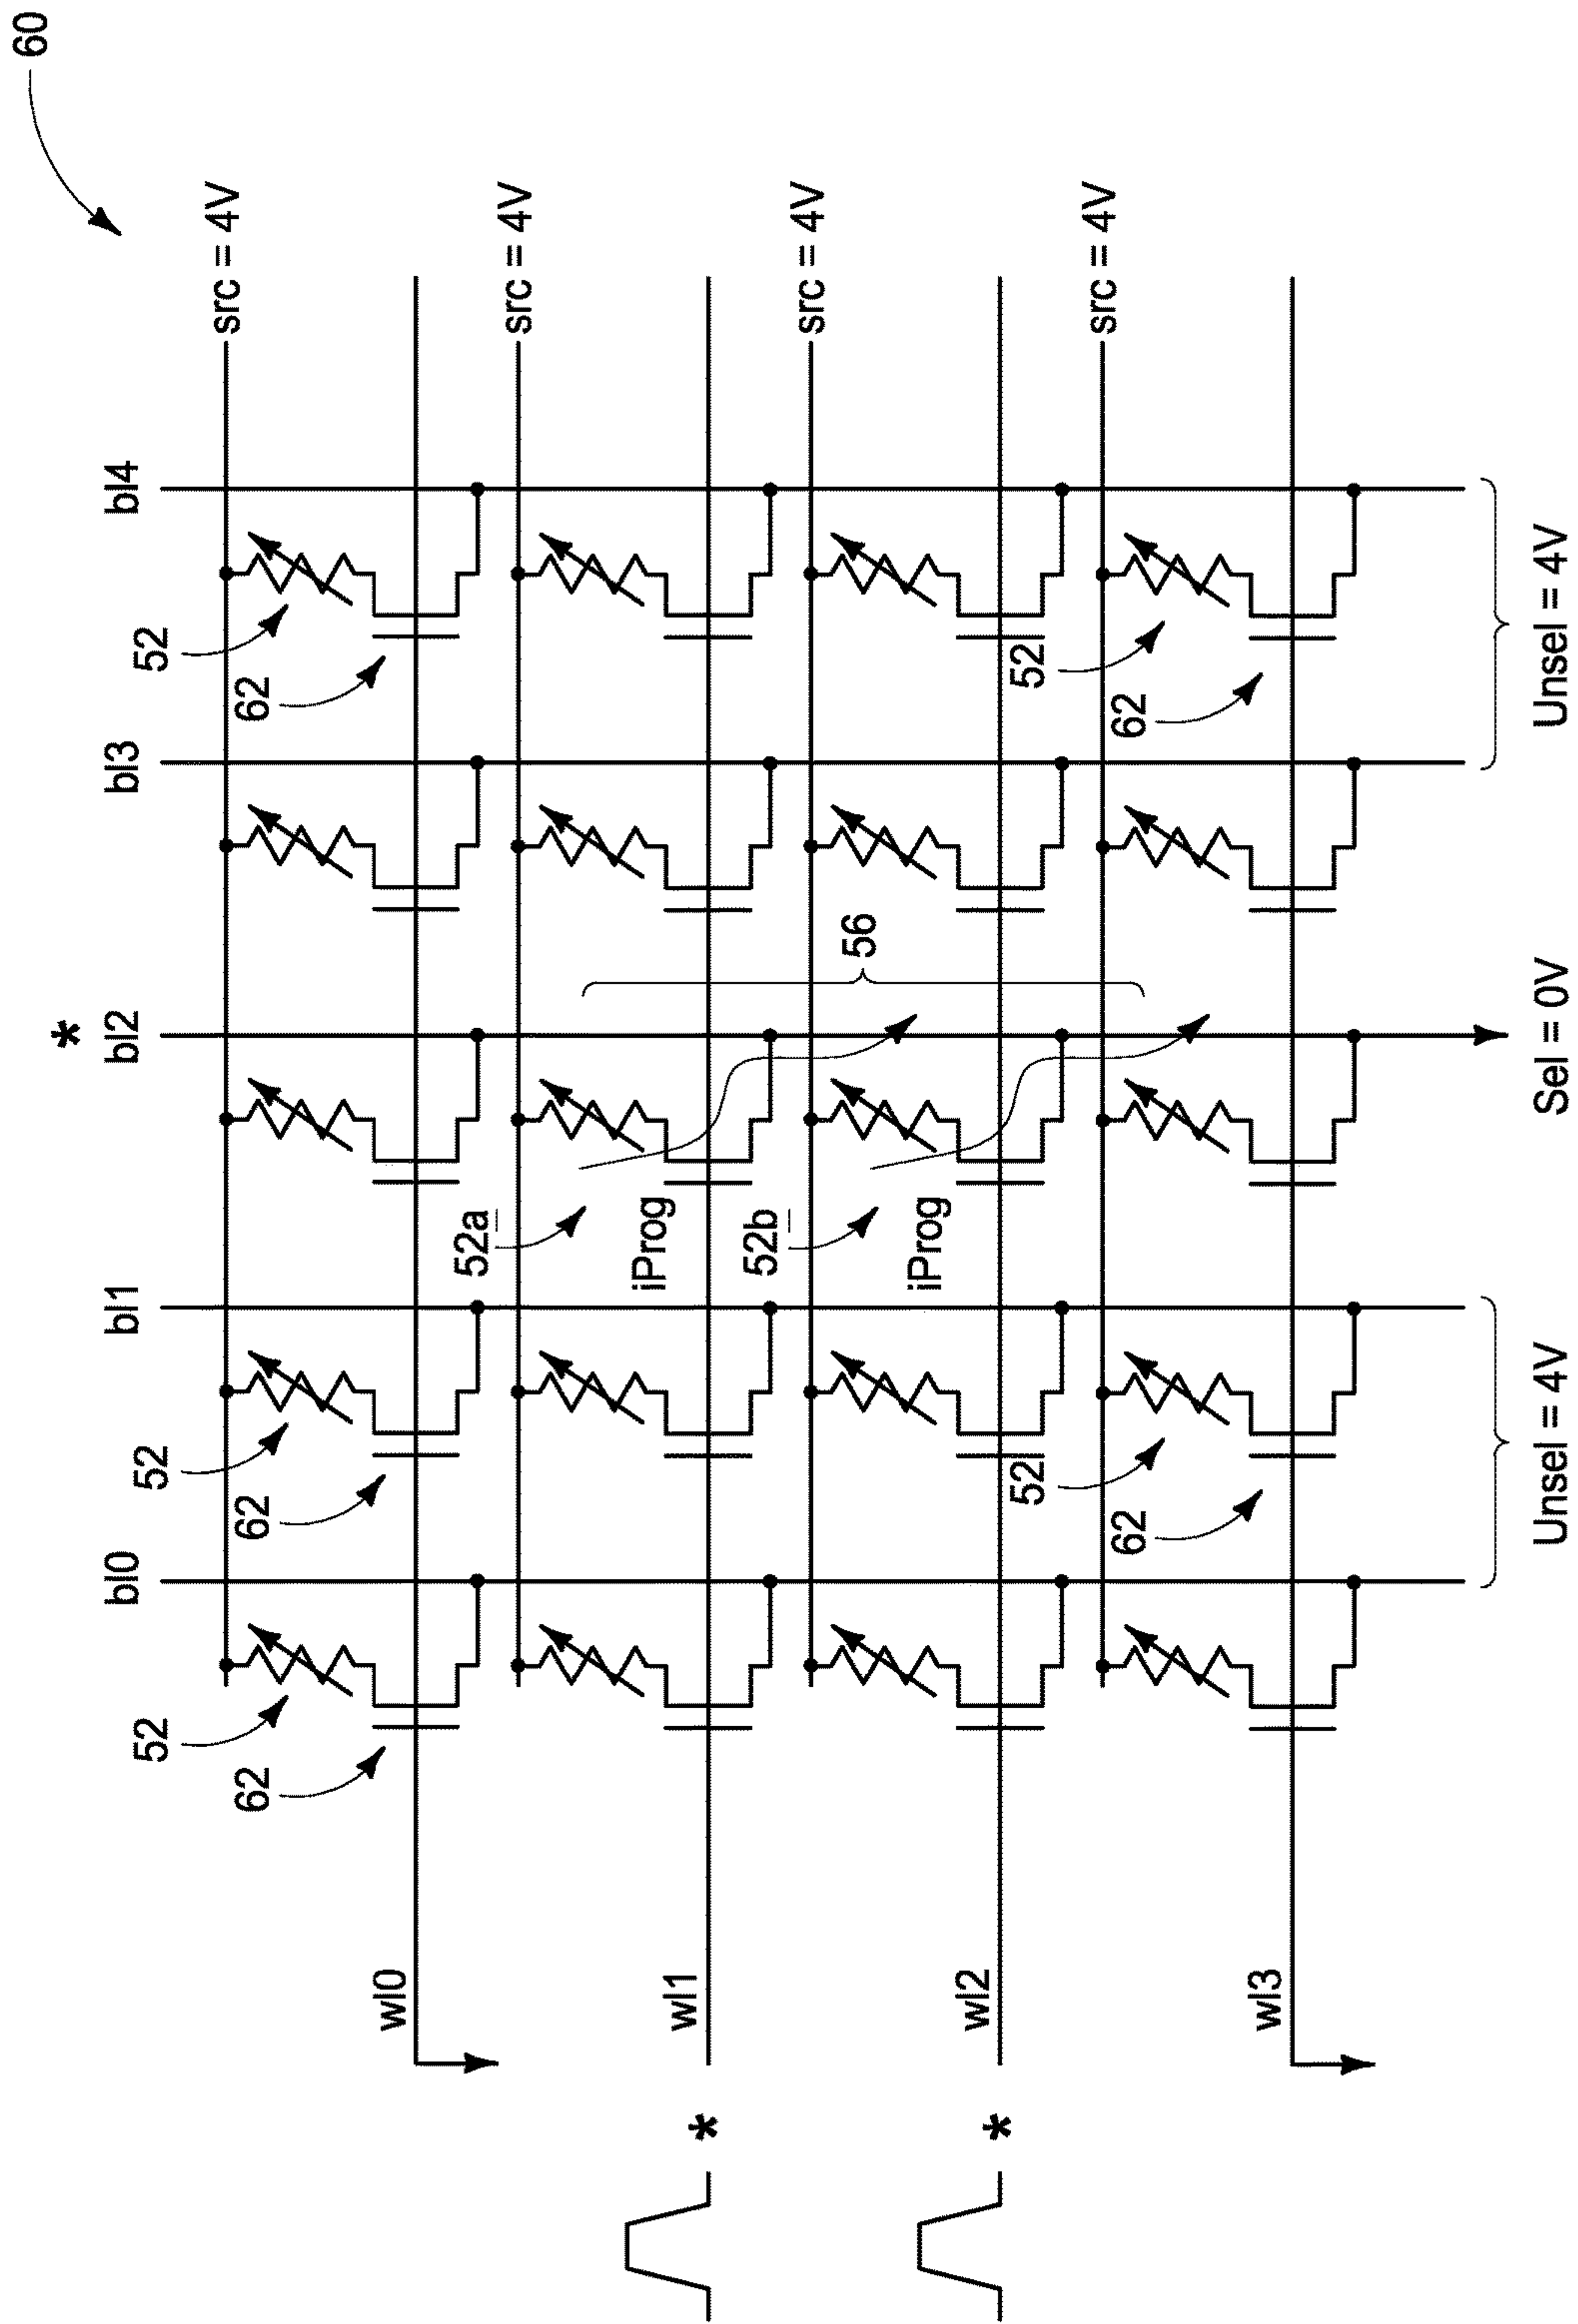 60
*
bl0 bl1 bl2 bl3 bl4
52 52 52
src = 4V
62 62 62
wl0
52a
src = 4V
iProg
* wl1
52b
src = 4V
56
iProg
* wl2
52 52
src = 4V
62 62
wl3
Unsel = 4V Sel = 0V Unsel = 4V